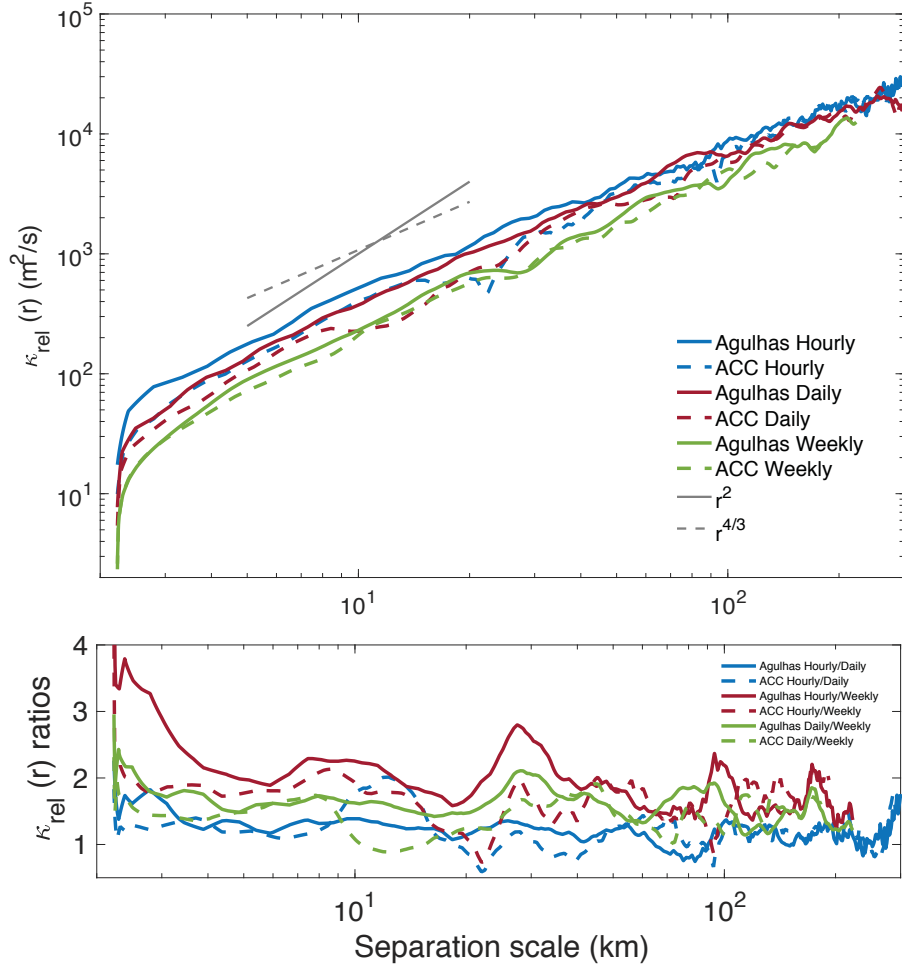 10^5
10^4
10^3
10^2
10^1
κ_rel (r) (m^2/s)
Agulhas Hourly
ACC Hourly
Agulhas Daily
ACC Daily
Agulhas Weekly
ACC Weekly
r^2
r^4/3
10^1
10^2
4
3
2
1
κ_rel (r) ratios
Agulhas Hourly/Daily
ACC Hourly/Daily
Agulhas Hourly/Weekly
ACC Hourly/Weekly
Agulhas Daily/Weekly
ACC Daily/Weekly
10^1
10^2
Separation scale (km)